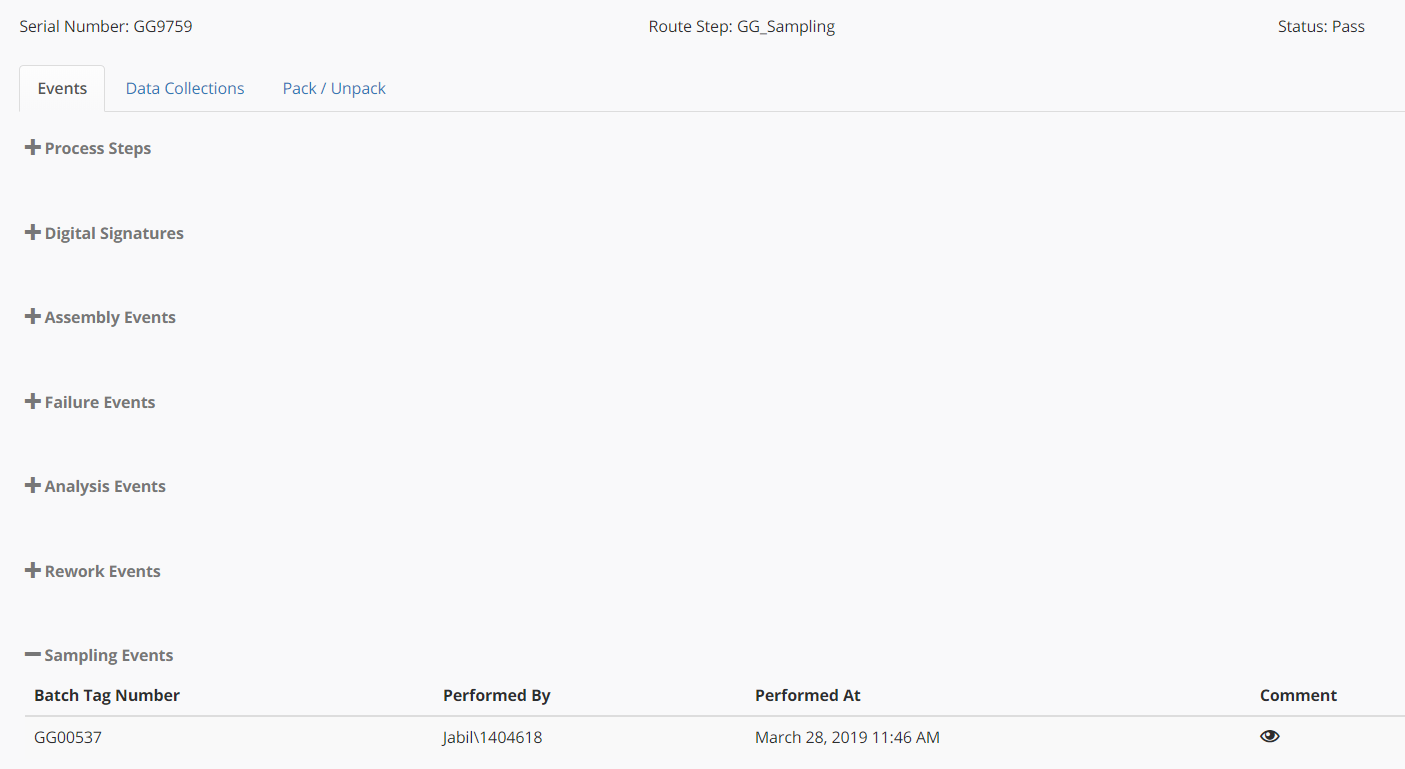 Serial Number: GG9759 Route Step: GG_Sampling Status: Pass
Events Data Collections Pack / Unpack
Process Steps
Digital Signatures
Assembly Events
Failure Events
Analysis Events
Rework Events
Sampling Events
Batch Tag Number Performed By Performed At Comment
GG00537 Jabil\1404618 March 28, 2019 11:46 AM